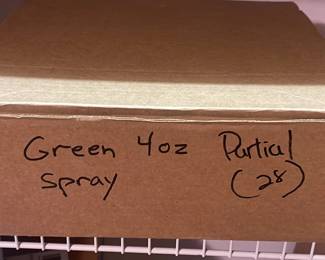 Green 4oz Partial
spray (28)